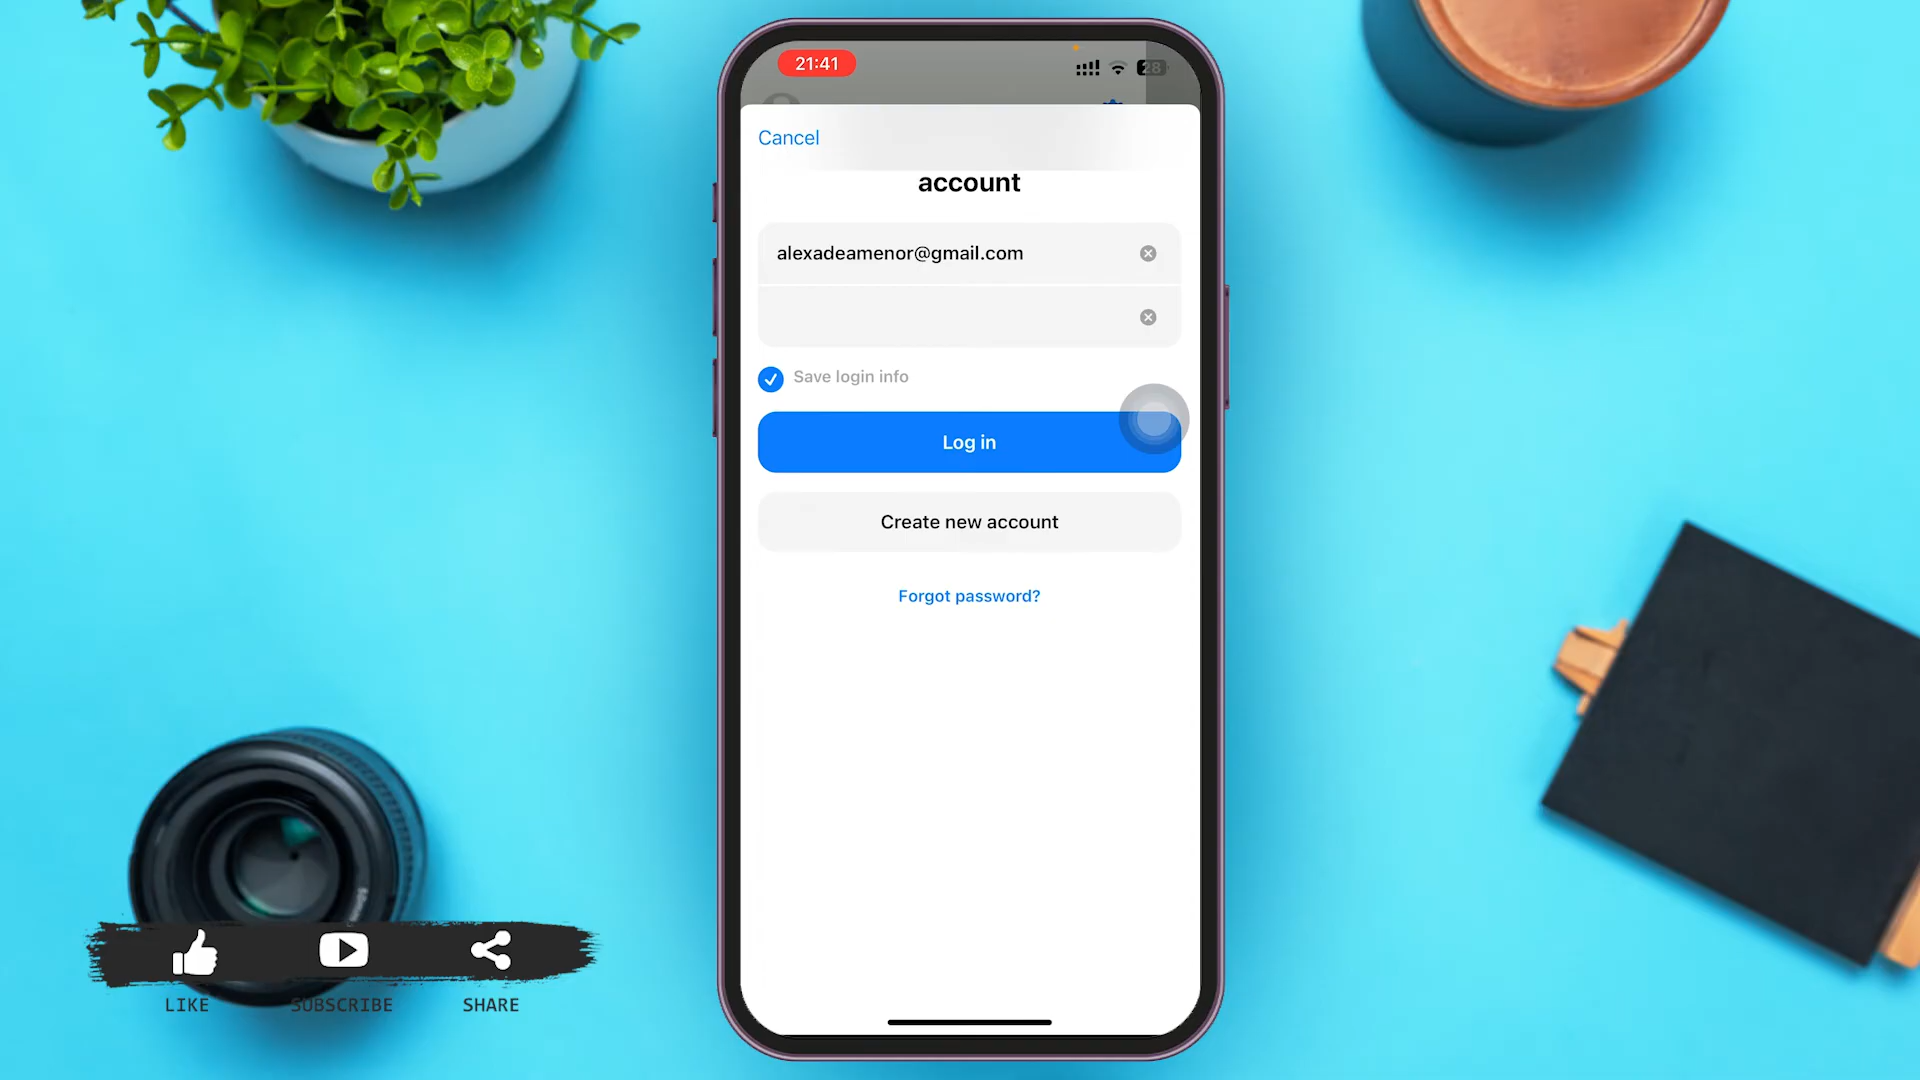 21:41
28
Cancel
account
alexadeamenor@gmail.com
Save login info
Log in
Create new account
Forgot password?
LIKE SUBSCRIBE SHARE